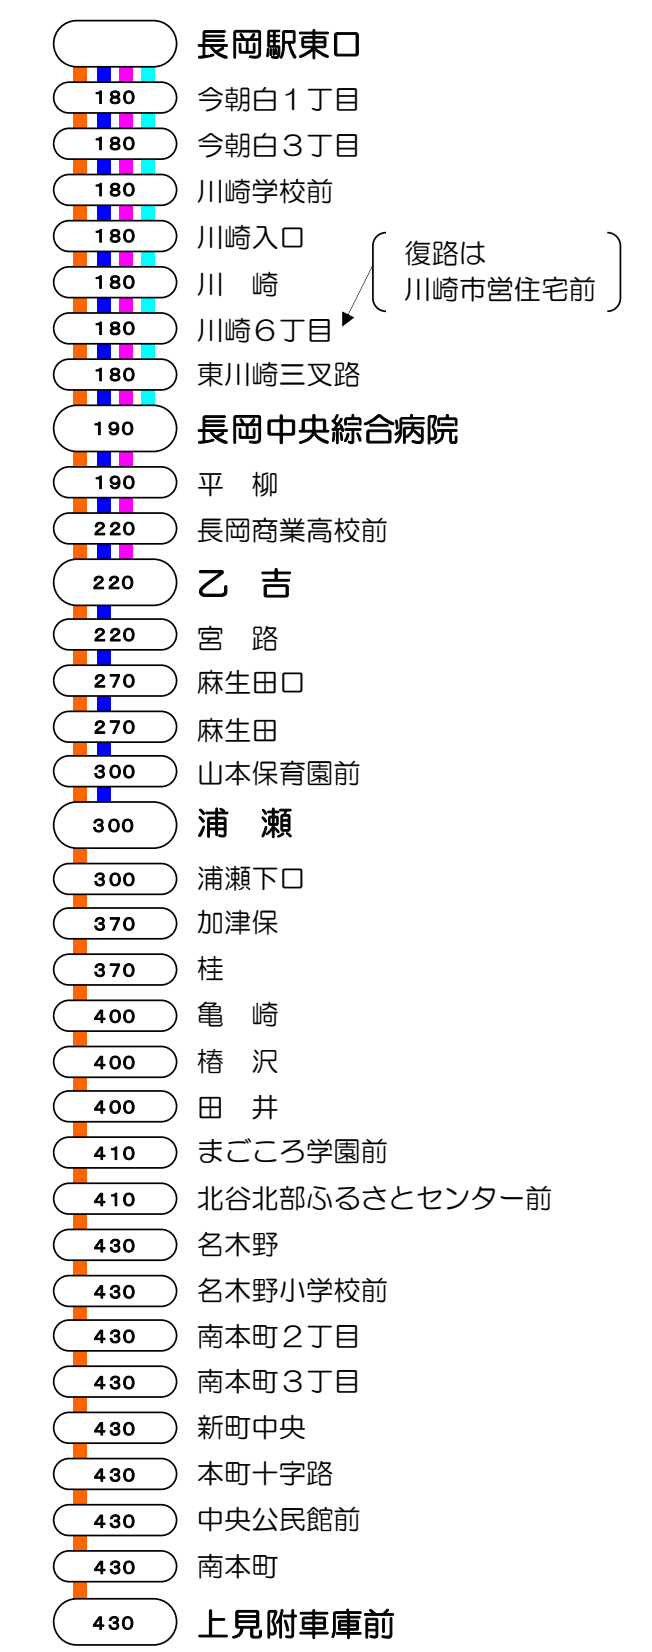 長岡駅東口
180 今朝白１丁目
180 今朝白３丁目
180 川崎学校前
180 川崎入口
復路は
川崎市営住宅前
180 川　崎
180 川崎６丁目
180 東川崎三叉路
190 長岡中央綜合病院
190 平　柳
220 長岡商業高校前
220 乙　吉
220 宮　路
270 麻生田口
270 麻生田
300 山本保育園前
300 浦　瀬
300 浦瀬下口
370 加津保
370 桂
400 亀　崎
400 椿　沢
400 田　井
410 まごころ学園前
410 北谷北部ふるさとセンター前
430 名木野
430 名木野小学校前
430 南本町２丁目
430 南本町３丁目
430 新町中央
430 本町十字路
430 中央公民館前
430 南本町
430 上見附車庫前